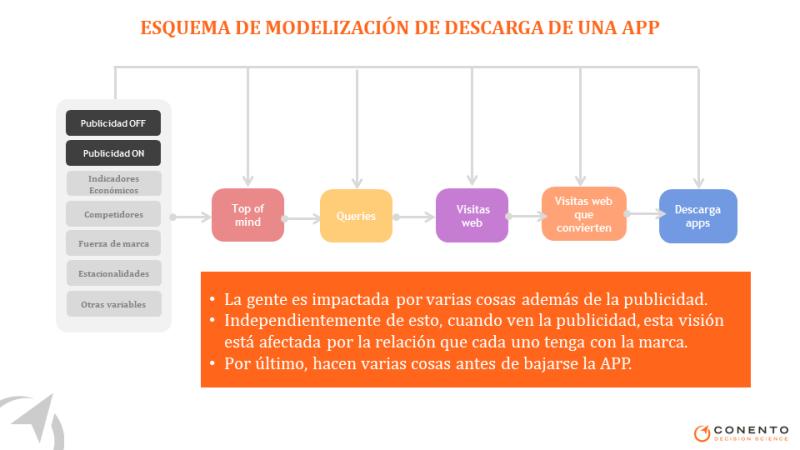 ESQUEMA DE MODELIZACIÓN DE DESCARGA DE UNA APP
Publicidad OFF
Publicidad ON
Indicadores
Económicos
Competidores
Fuerza de marca
Estacionalidades
Otras variables
Top of
mind
Queries
Visitas
web
Visitas web
que
convierten
Descarga
apps
• La gente es impactada por varias cosas además de la publicidad.
• Independientemente de esto, cuando ven la publicidad, esta visión
está afectada por la relación que cada uno tenga con la marca.
• Por último, hacen varias cosas antes de bajarse la APP.
CONENTO
DECISION SCIENCE